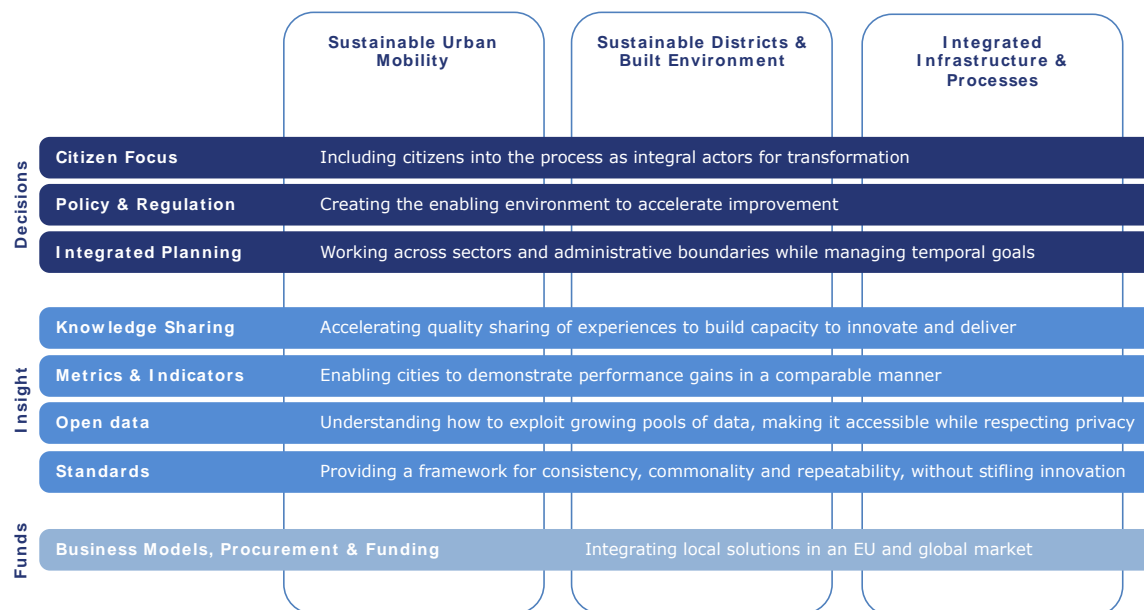 Sustainable Urban
Mobility
Sustainable Districts &
Built Environment
Integrated
Infrastructure &
Processes
Decisions
Citizen Focus
Including citizens into the process as integral actors for transformation
Policy & Regulation
Creating the enabling environment to accelerate improvement
Integrated Planning
Working across sectors and administrative boundaries while managing temporal goals
Insight
Knowledge Sharing
Accelerating quality sharing of experiences to build capacity to innovate and deliver
Metrics & Indicators
Enabling cities to demonstrate performance gains in a comparable manner
Open data
Understanding how to exploit growing pools of data, making it accessible while respecting privacy
Standards
Providing a framework for consistency, commonality and repeatability, without stifling innovation
Funds
Business Models, Procurement & Funding
Integrating local solutions in an EU and global market